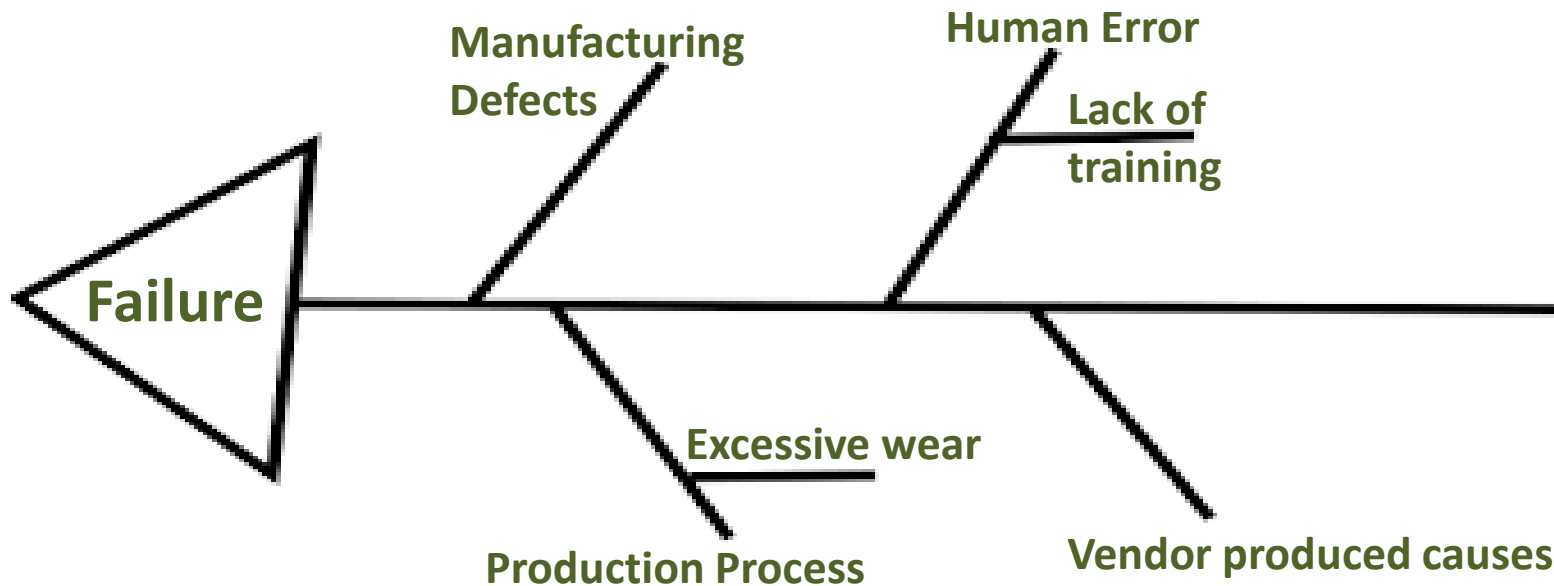 Manufacturing
Defects
Human Error
Lack of
training
Failure
Excessive wear
Production Process
Vendor produced causes